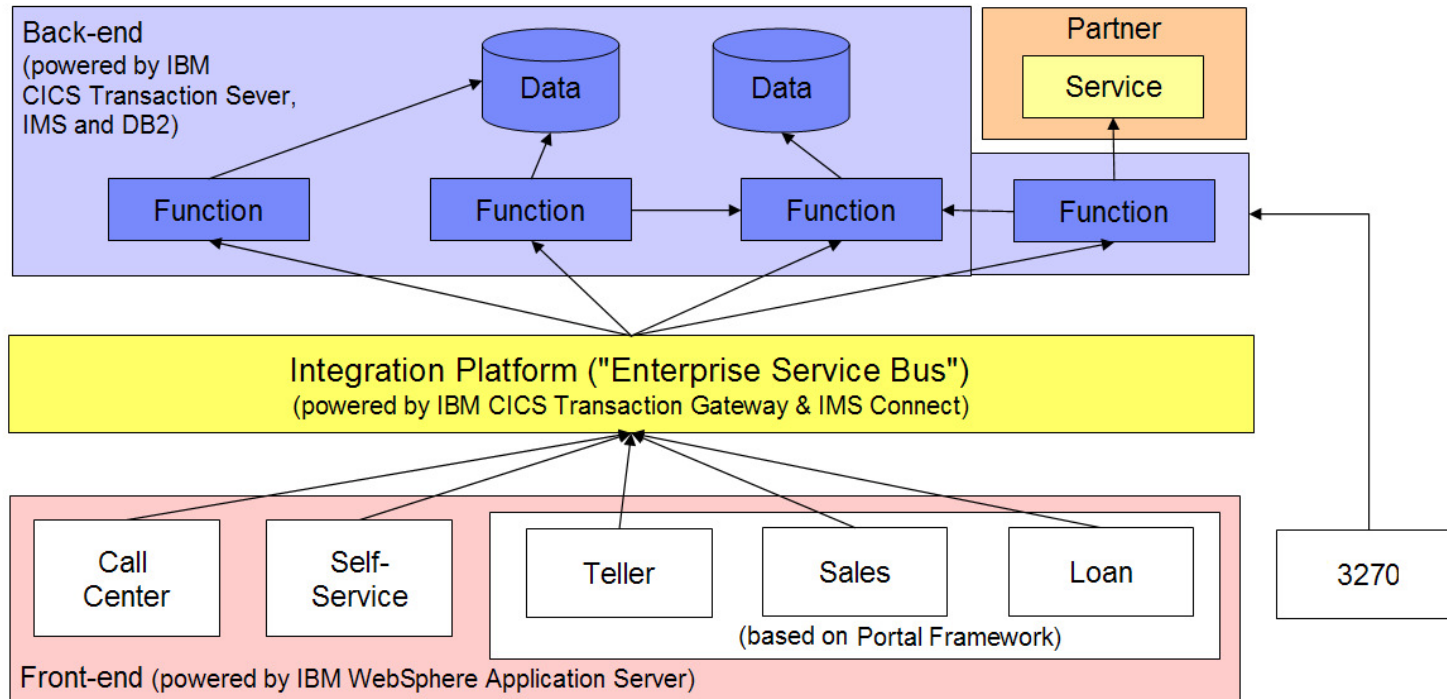 Back-end
(powered by IBM
CICS Transaction Sever,
IMS and DB2)
Data
Data
Partner
Service
Function
Function
Function
Function
Integration Platform ("Enterprise Service Bus")
(powered by IBM CICS Transaction Gateway & IMS Connect)
Call
Center
Self-
Service
Teller
Sales
Loan
3270
(based on Portal Framework)
Front-end (powered by IBM WebSphere Application Server)